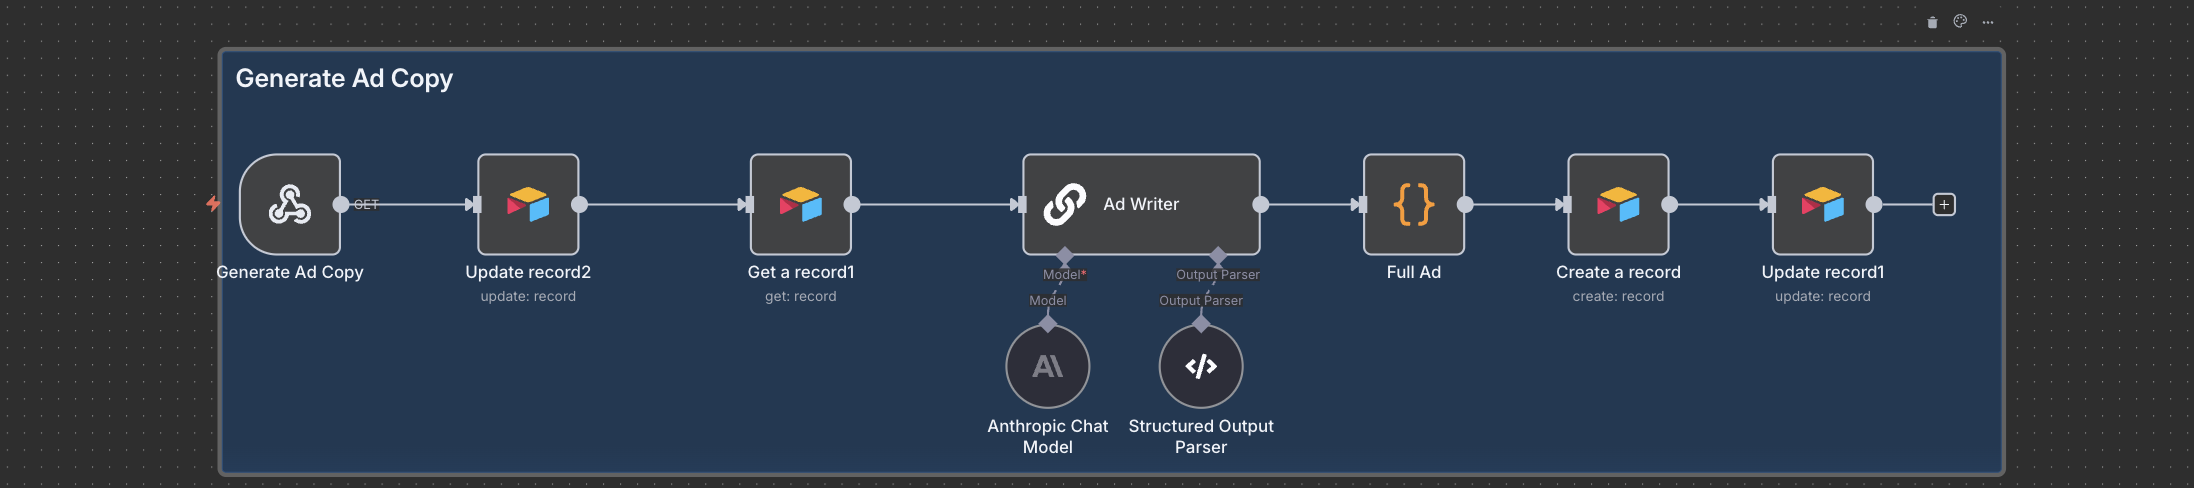 Generate Ad Copy
GET
Generate Ad Copy
Update record2
update: record
Get a record1
get: record
Ad Writer
Model*
Model
Output Parser
Output Parser
Anthropic Chat
Model
Structured Output
Parser
Full Ad
Create a record
create: record
Update record1
update: record